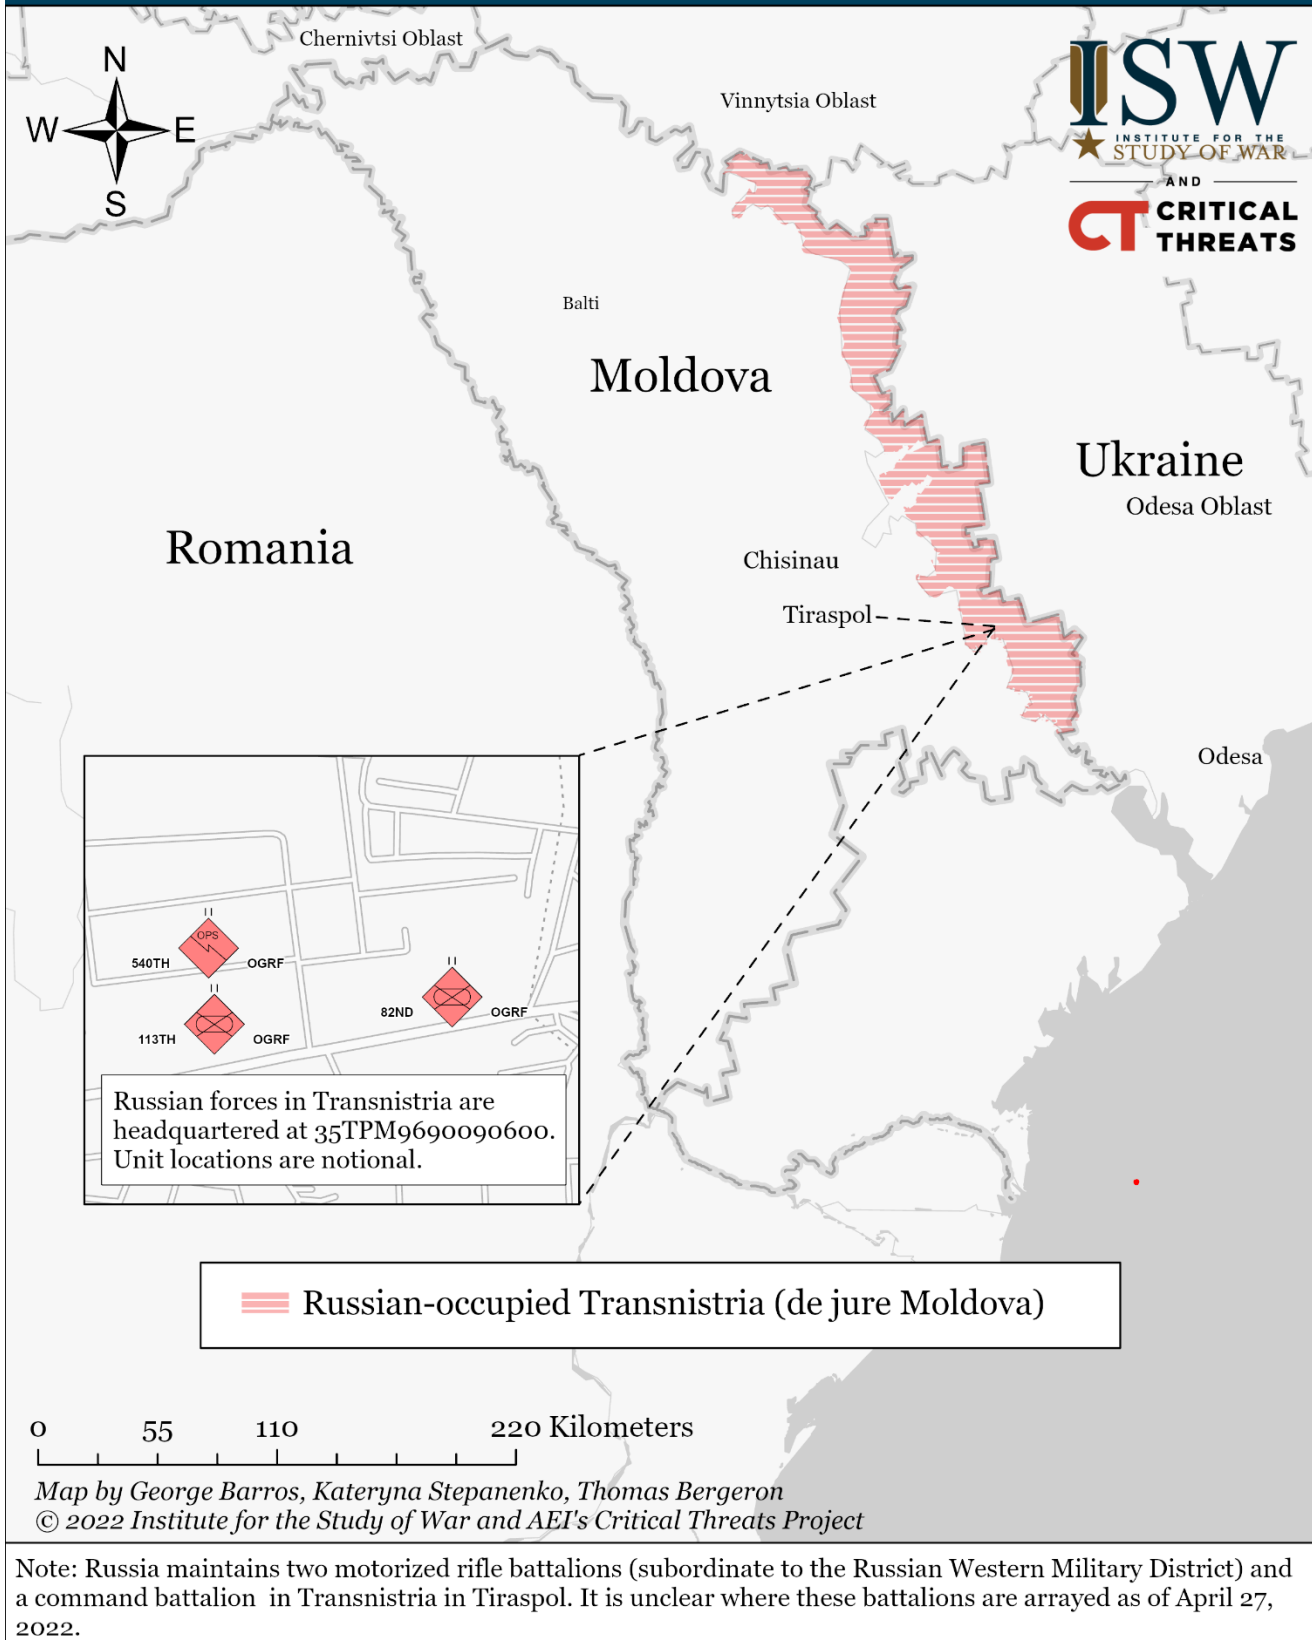 Chernivtsi Oblast
N
W E
S
Vinnytsia Oblast
ISW
INSTITUTE FOR THE
STUDY OF WAR
AND
CT CRITICAL
THREATS
Balti
Moldova
Ukraine
Odesa Oblast
Romania
Chisinau
Tiraspol
Odesa
OPS
540TH OGRF
82ND OGRF
113TH OGRF
Russian forces in Transnistria are
headquartered at 35TPM9690090600.
Unit locations are notional.
Russian-occupied Transnistria (de jure Moldova)
0 55 110 220 Kilometers
Map by George Barros, Kateryna Stepanenko, Thomas Bergeron
© 2022 Institute for the Study of War and AEI's Critical Threats Project
Note: Russia maintains two motorized rifle battalions (subordinate to the Russian Western Military District) and
a command battalion in Transnistria in Tiraspol. It is unclear where these battalions are arrayed as of April 27,
2022.